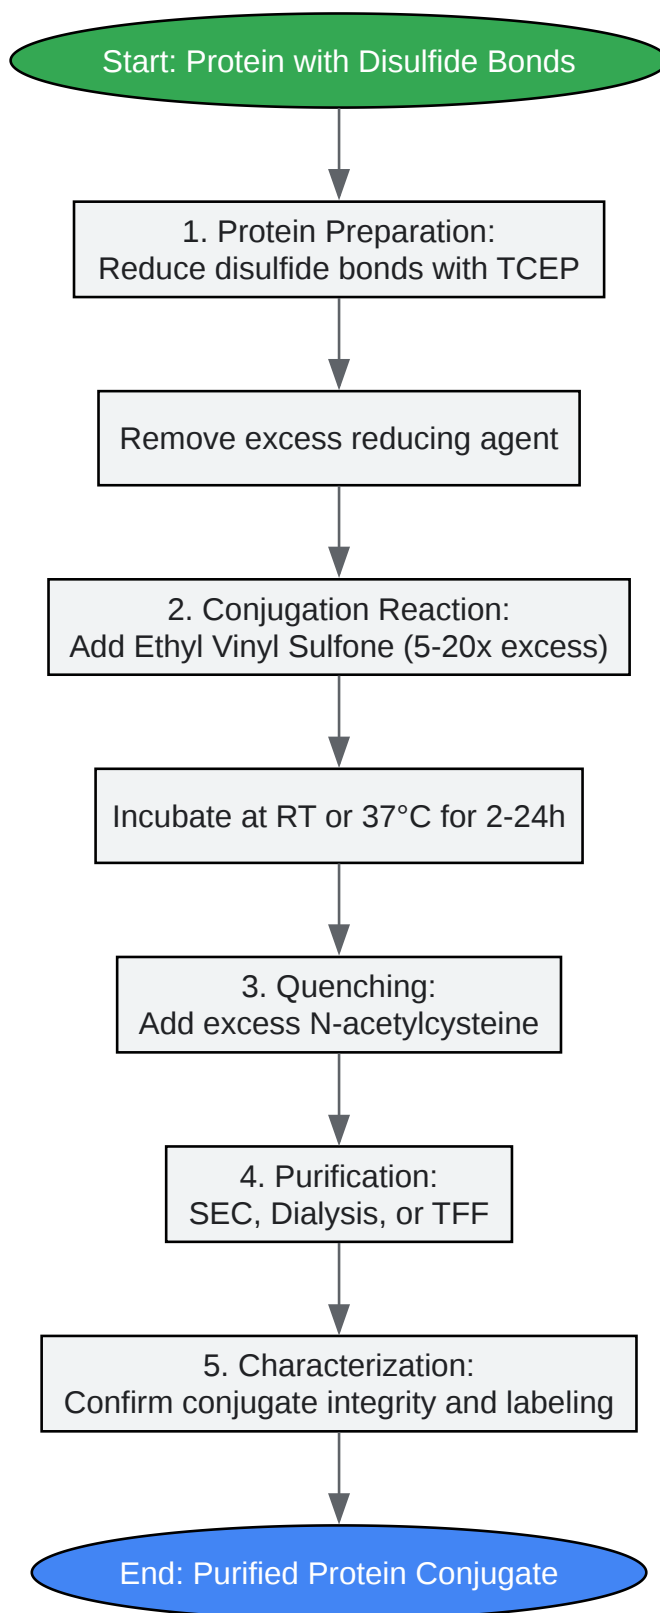 Start: Protein with Disulfide Bonds
1. Protein Preparation:
Reduce disulfide bonds with TCEP
Remove excess reducing agent
2. Conjugation Reaction:
Add Ethyl Vinyl Sulfone (5-20x excess)
Incubate at RT or 37°C for 2-24h
3. Quenching:
Add excess N-acetylcysteine
4. Purification:
SEC, Dialysis, or TFF
5. Characterization:
Confirm conjugate integrity and labeling
End: Purified Protein Conjugate